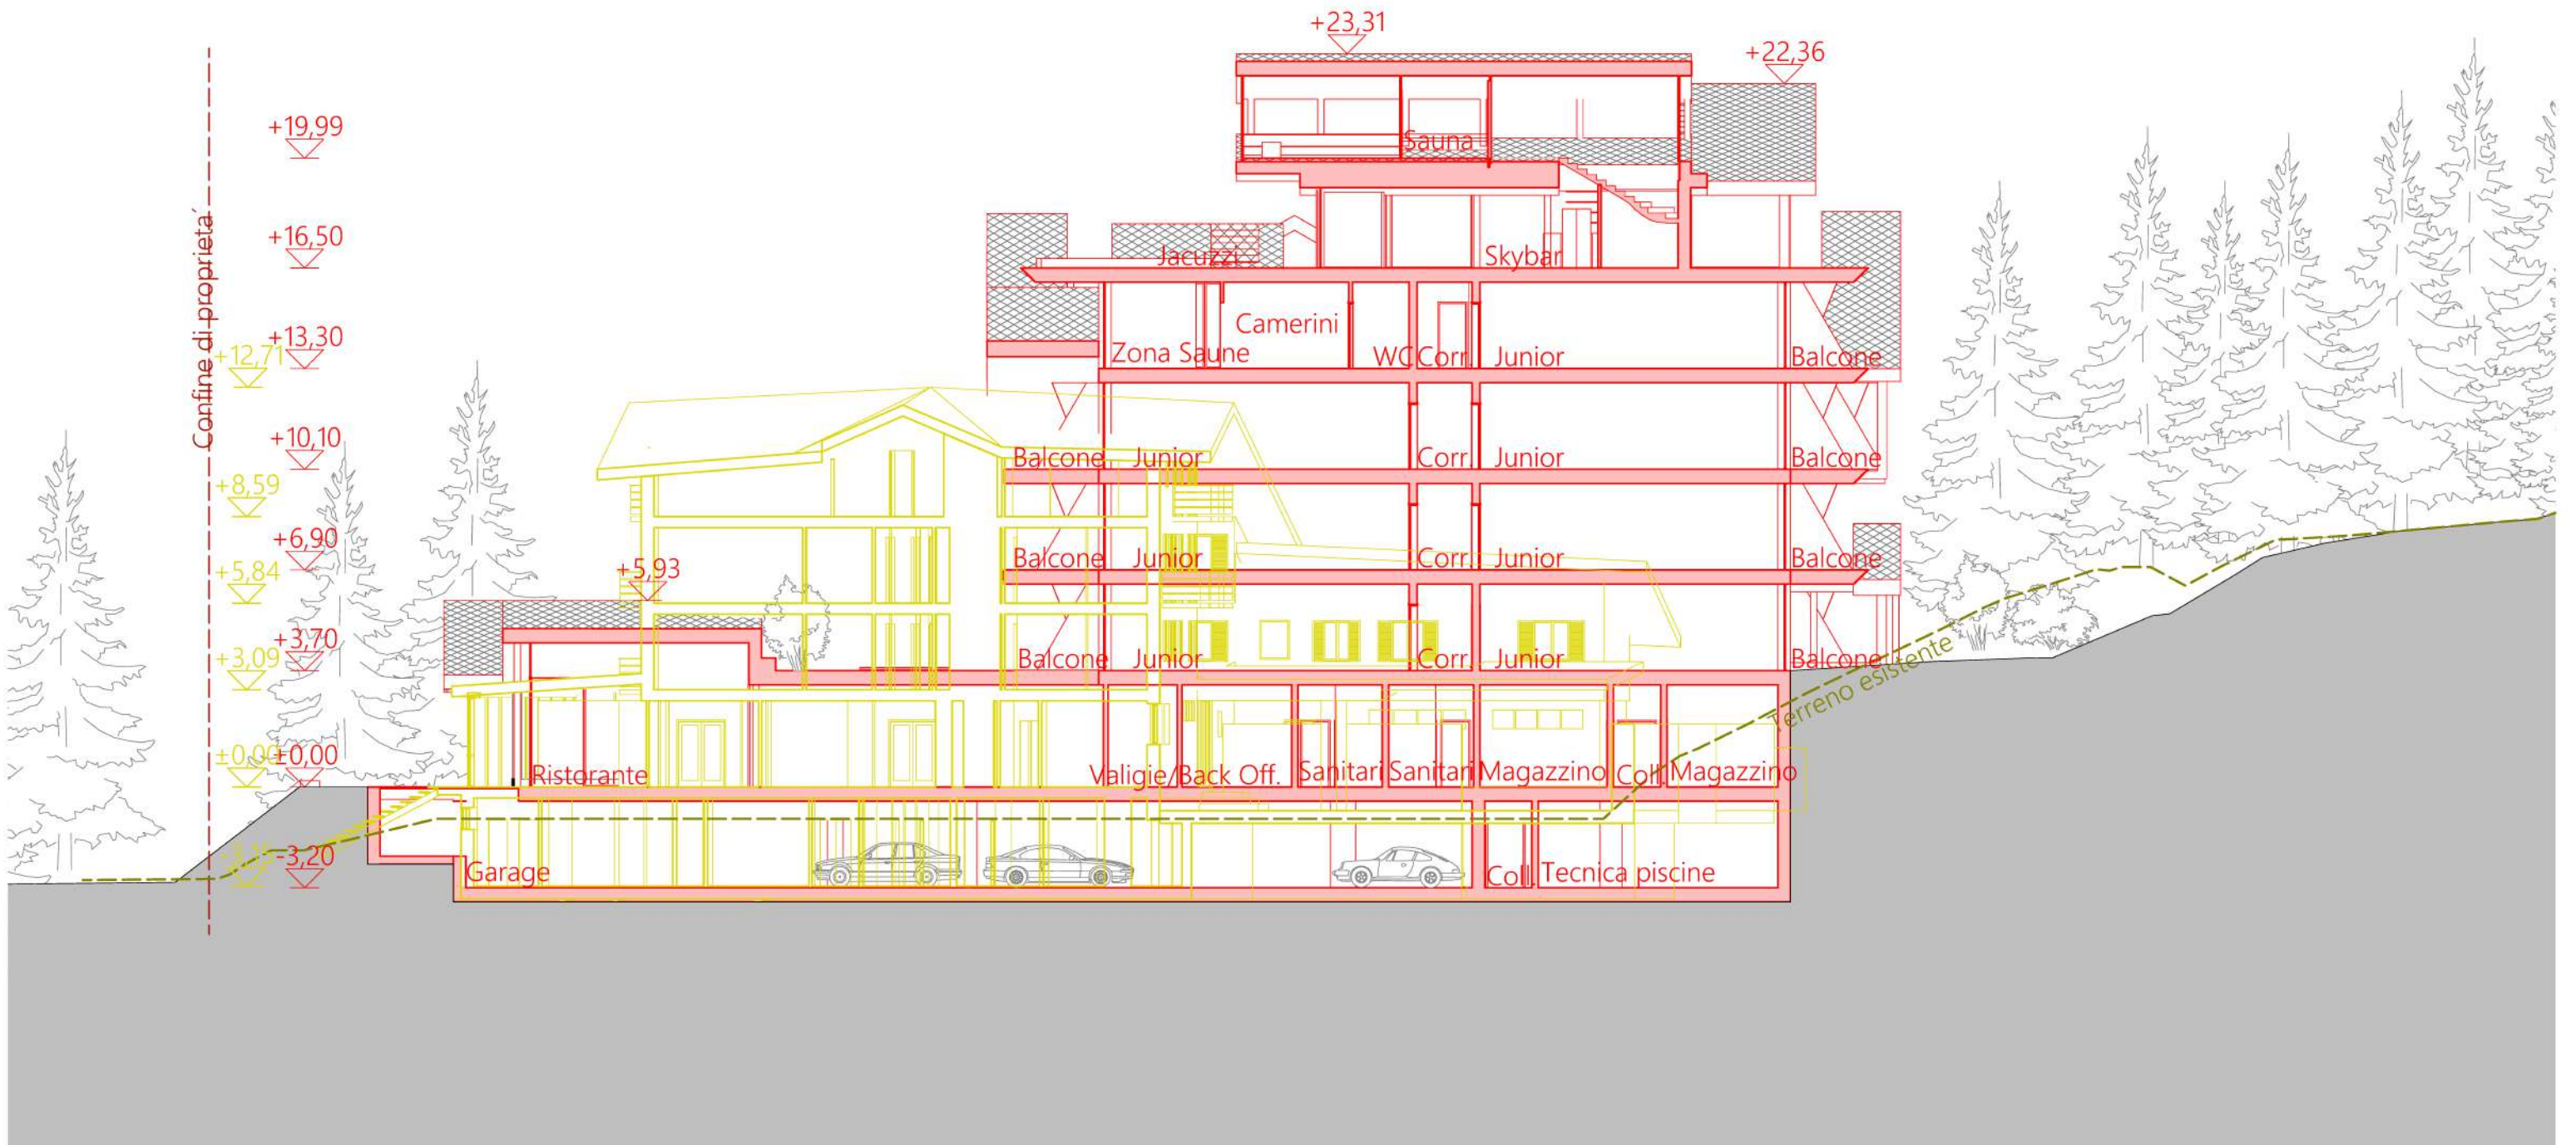 +23,31
+22,36
+19,99
Sauna
+16,50
Jacuzzi
Skybar
Confine di proprietá
+13,30
+12,71
Camerini
Zona Saune
WC
Corr.
Junior
Balcone
+10,10
Balcone
Junior
Corr.
Junior
Balcone
+8,59
+6,90
+5,84
+5,93
Balcone
Junior
Corr.
Junior
Balcone
+3,70
+3,09
Balcone
Junior
Corr.
Junior
Balcone
Terreno esistente
±0,00
±0,00
Ristorante
Valigie/Back Off.
Sanitari
Sanitari
Magazzino
Coll.
Magazzino
-3,20
Garage
Coll.
Tecnica piscine